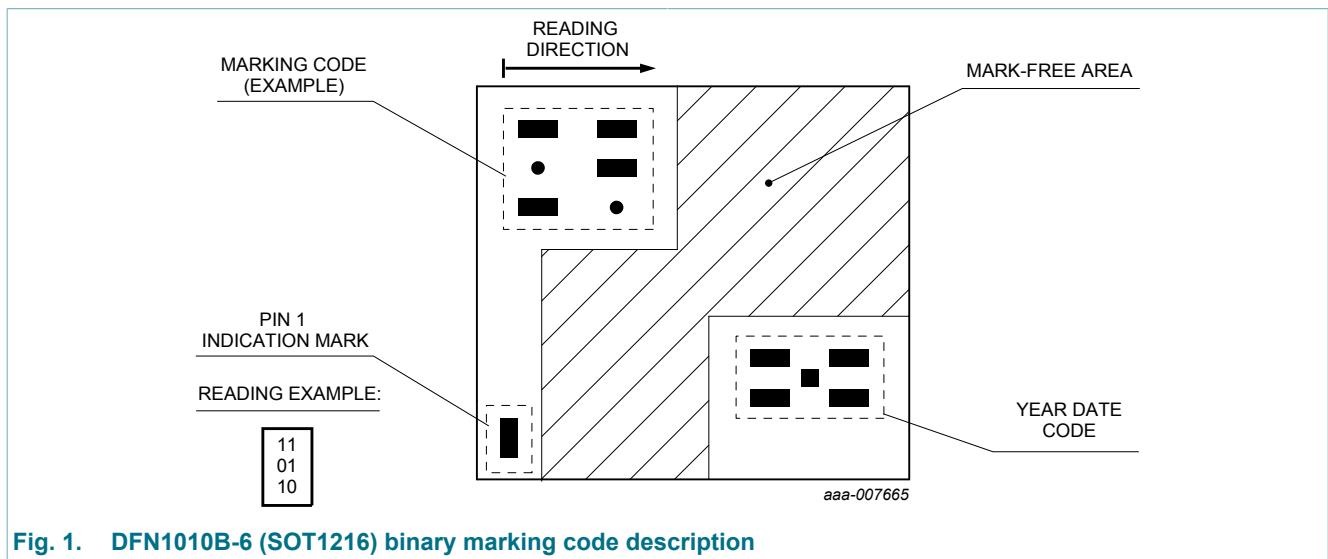 READING
DIRECTION
MARKING CODE
(EXAMPLE)
MARK-FREE AREA
PIN 1
INDICATION MARK
READING EXAMPLE:
11
01
10
YEAR DATE
CODE
aaa-007665
Fig. 1. DFN1010B-6 (SOT1216) binary marking code description